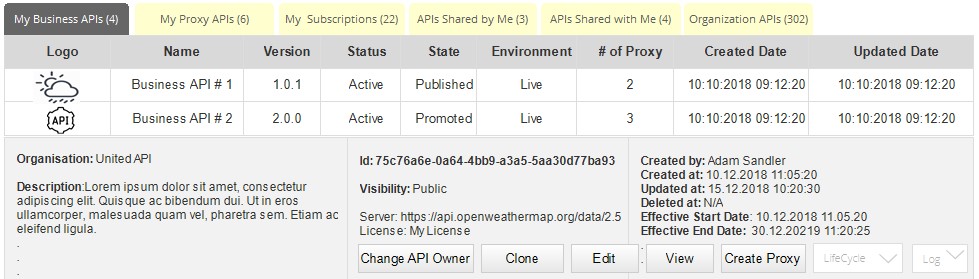 My Business APIs (4) My Proxy APIs (6) My Subscriptions (22) APIs Shared by Me (3) APIs Shared with Me (4) Organization APIs (302)
Logo Name Version Status State Environment # of Proxy Created Date Updated Date
Business API # 1 1.0.1 Active Published Live 2 10:10:2018 09:12:20 10:10:2018 09:12:20
API Business API # 2 2.0.0 Active Promoted Live 3 10:10:2018 09:12:20 10:10:2018 09:12:20
Organisation: United API
Description:Lorem ipsum dolor sit amet, consectetur
adipiscing elit. Quisque ac bibendum dui. Ut in eros
ullamcorper, malesuada quam vel, pharetra sem. Etiam ac
eleifend ligula.
.
.
.
Id: 75c76a6e-0a64-4bb9-a3a5-5aa30d77ba93
Visibility: Public
Server: https://api.openweathermap.org/data/2.5
License: My License
Created by: Adam Sandler
Created at: 10.12.2018 11:05:20
Updated at: 15.12.2018 10:20:30
Deleted at: N/A
Effective Start Date: 10.12.2018 11.05.20
Effective End Date: 30.12.20219 11:20:25
Change API Owner Clone Edit View Create Proxy LifeCycle Log